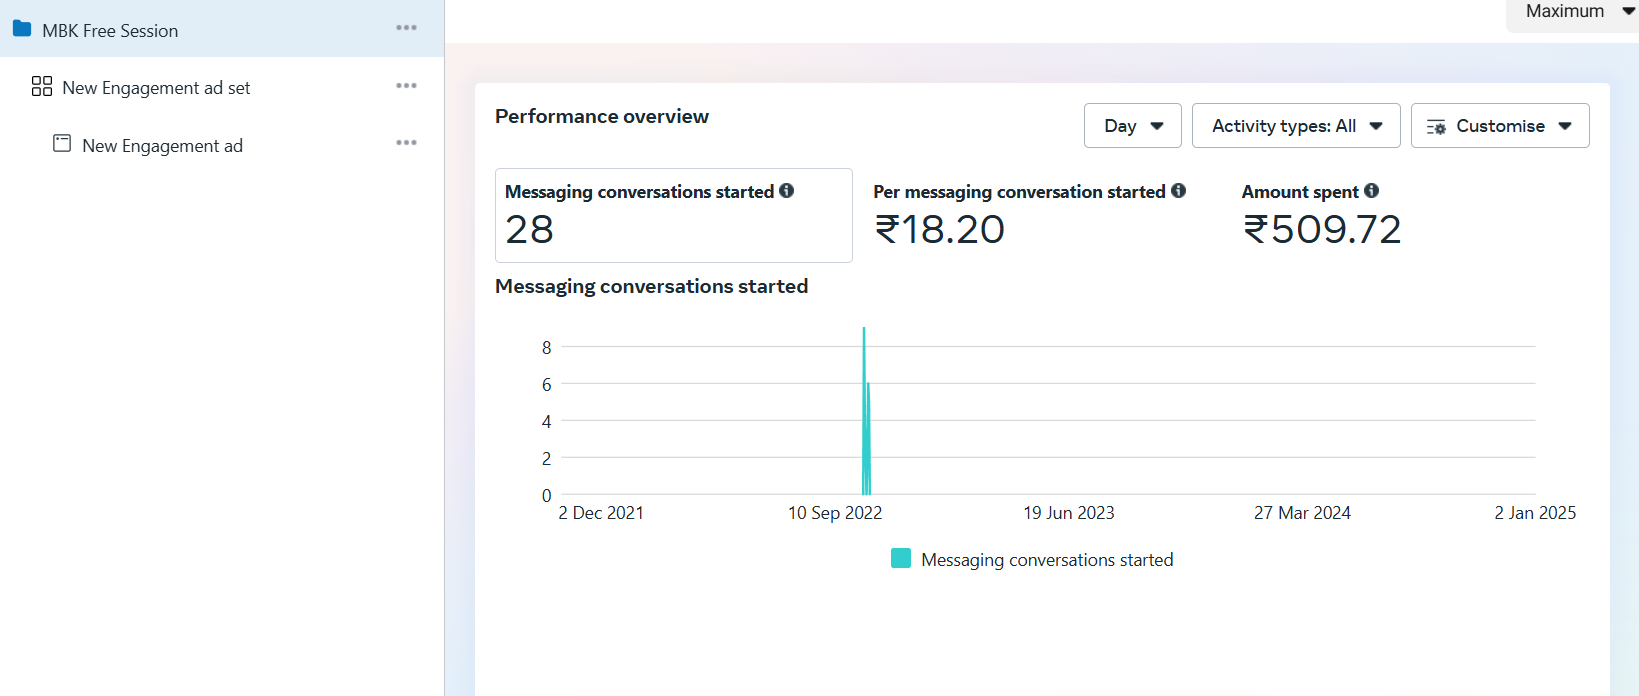 MBK Free Session
New Engagement ad set
New Engagement ad
Maximum
Performance overview
Day
Activity types: All
Customise
Messaging conversations started
28
Per messaging conversation started
₹18.20
Amount spent
₹509.72
Messaging conversations started
8
6
4
2
0
2 Dec 2021
10 Sep 2022
19 Jun 2023
27 Mar 2024
2 Jan 2025
Messaging conversations started